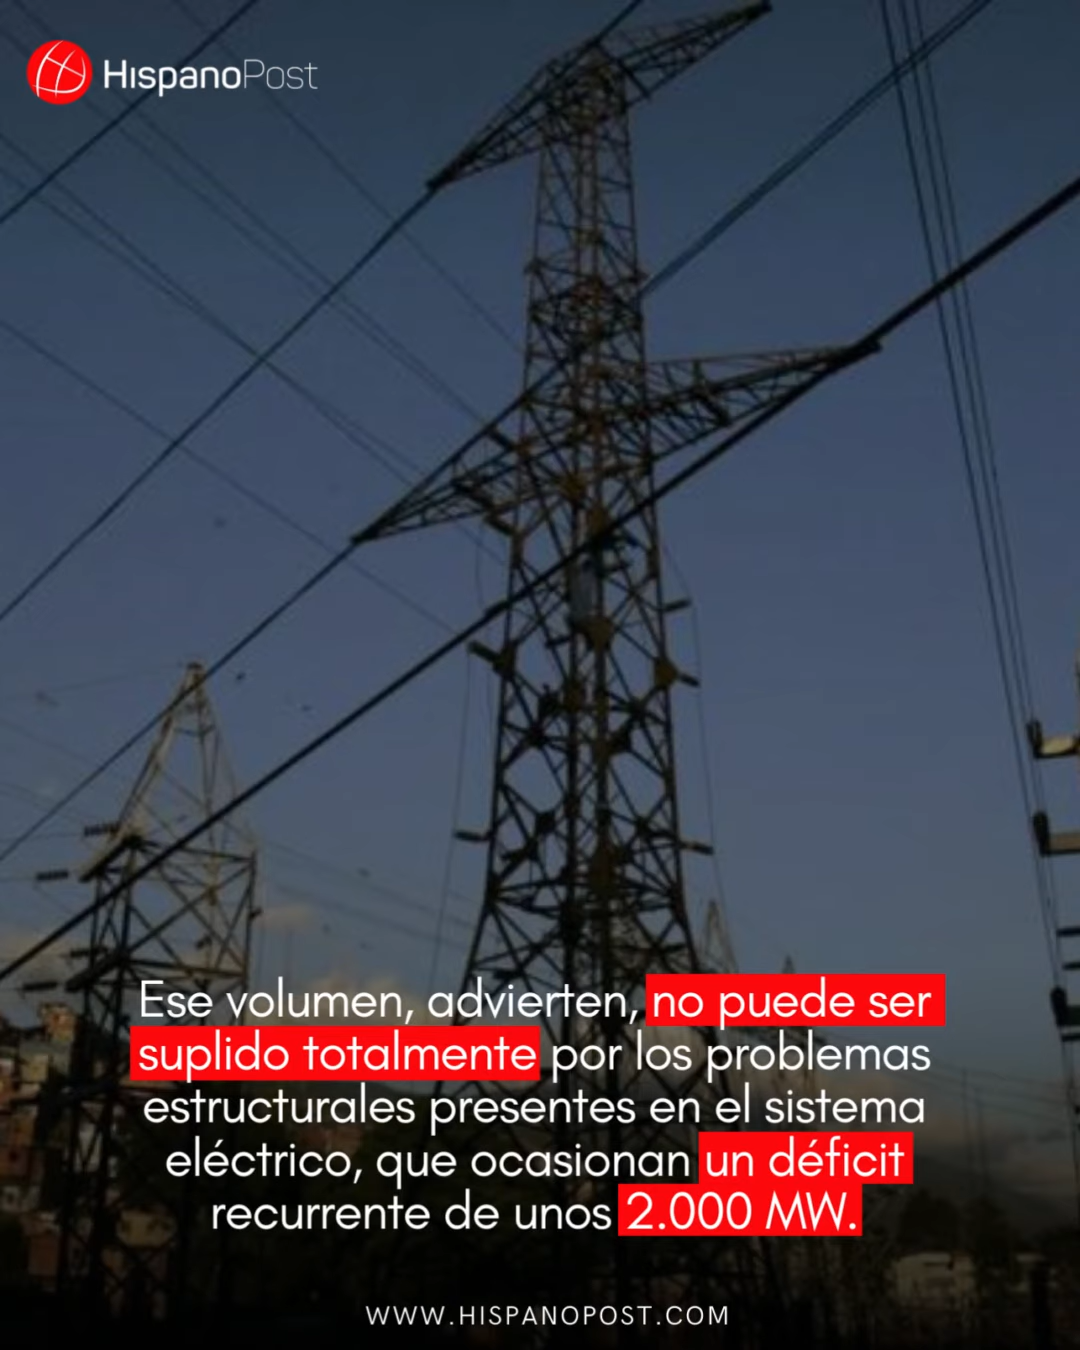 HispanoPost
Ese volumen, advierten, no puede ser
suplido totalmente por los problemas
estructurales presentes en el sistema
eléctrico, que ocasionan un déficit
recurrente de unos 2.000 MW.
WWW.HISPANOPOST.COM